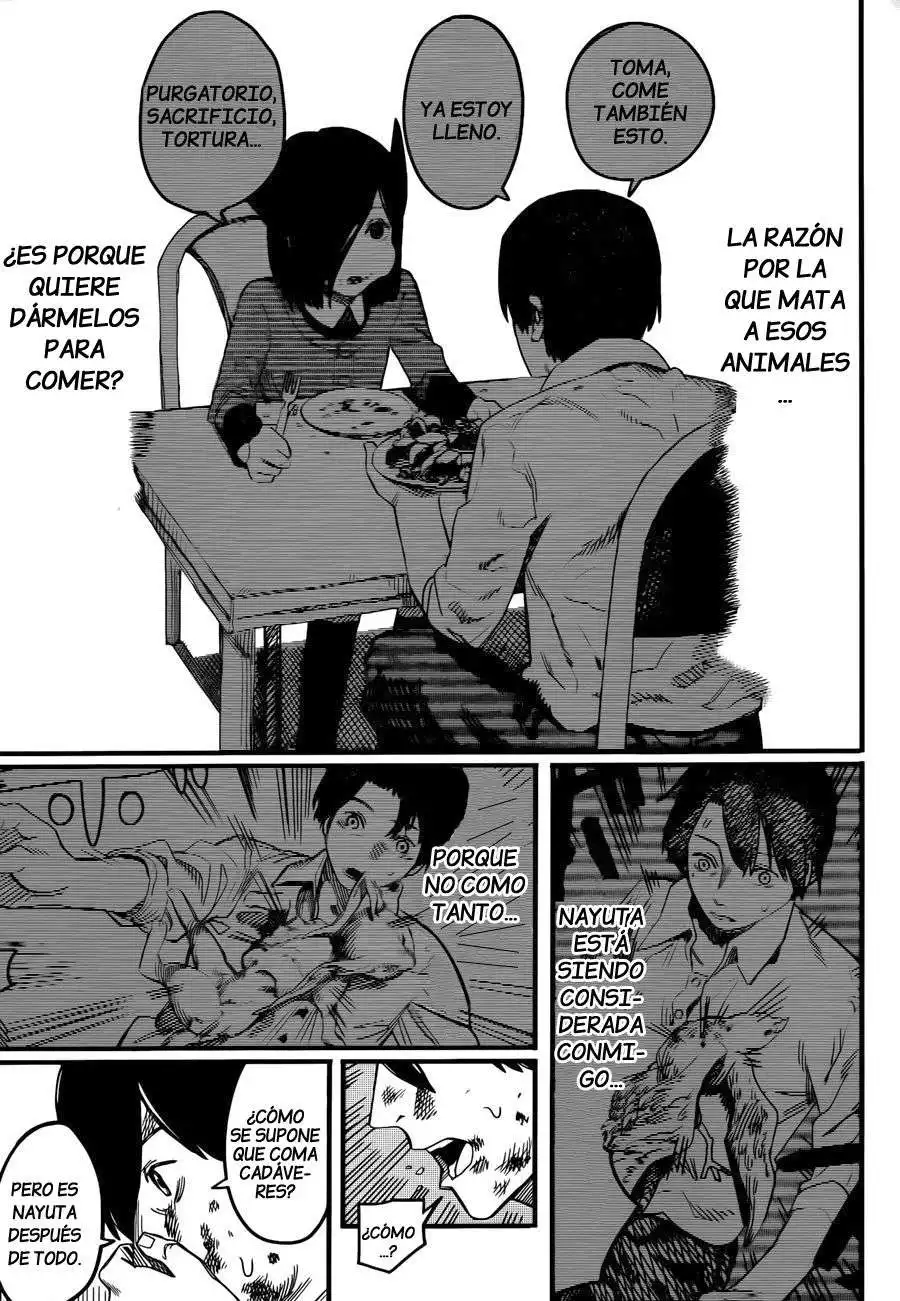 TOMA,
COME
TAMBIÉN
ESTO.
YA ESTOY
LLENO.
PURGATORIO,
SACRIFICIO,
TORTURA...
LA RAZÓN
POR LA
QUE MATA
A ESOS
ANIMALES
...
¿ES PORQUE
QUIERE
DÁRMELOS
PARA
COMER?
NAYUTA
ESTÁ
SIENDO
CONSI-
DERADA
CONMI-
GO...
PORQUE
NO COMO
TANTO...
¿CÓMO
...?
¿CÓMO
SE SUPONE
QUE COMA
CADÁVE-
RES?
PERO ES
NAYUTA
DESPUÉS
DE TODO.